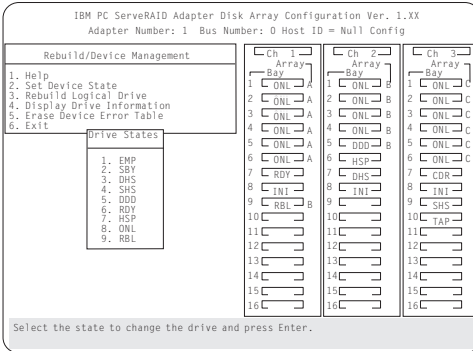 IBM PC ServeRAID Adapter Disk Array Configuration Ver. 1.XX
Adapter Number: 1 Bus Number: 0 Host ID = Null Config
Rebuild/Device Management
1. Help
2. Set Device State
3. Rebuild Logical Drive
4. Display Drive Information
5. Erase Device Error Table
6. Exit
Drive States
1. EMP
2. SBY
3. DHS
4. SHS
5. DDD
6. RDY
7. HSP
8. ONL
9. RBL
Ch 1
Array
Bay
1 ONL A
2 ONL A
3 ONL A
4 ONL A
5 ONL A
6 ONL A
7 RDY
8 INI
9 RBL B
10
11
12
13
14
15
16
Ch 2
Array
Bay
1 ONL B
2 ONL B
3 ONL B
4 ONL B
5 DDD B
6 HSP
7 DHS
8 INI
9
10
11
12
13
14
15
16
Ch 3
Array
Bay
1 ONL C
2 ONL C
3 ONL C
4 ONL C
5 ONL C
6 ONL C
7 CDR
8 INI
9 SHS
10 TAP
11
12
13
14
15
16
Select the state to change the drive and press Enter.